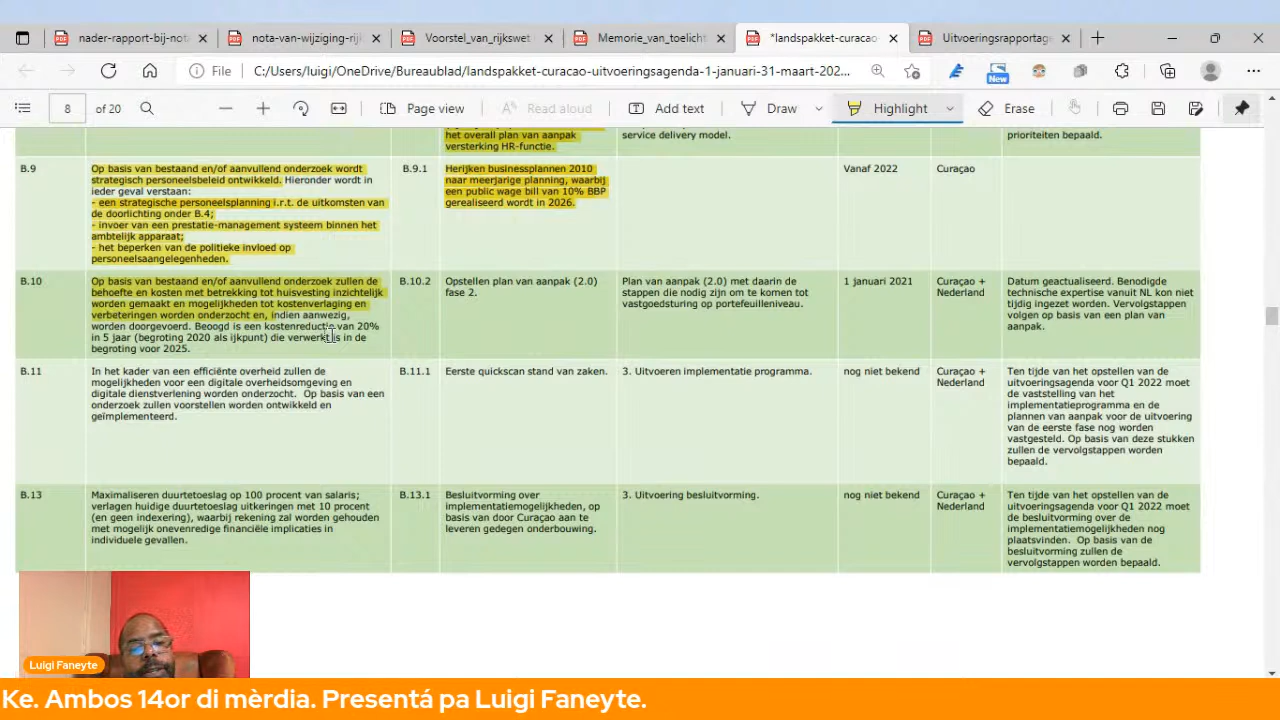 nader-rapport-bij-not
nota-van-wijziging-rij
Voorstel_van_rijkswet
Memorie_van_toelicht
*landspakket-curacao
Uitvoeringsrapportag
File
C:/Users/luigi/OneDrive/Bureaublad/landspakket-curacao-uitvoeringsagenda-1-januari-31-maart-202...
New
8 of 20
Page view
Read aloud
Add text
Draw
Highlight
Erase
het overall plan van aanpak
versterking HR-functie.
service delivery model.
prioriteiten bepaald.
B.9
Op basis van bestaand en/of aanvullend onderzoek wordt
strategisch personeelsbeleid ontwikkeld. Hieronder wordt in
ieder geval verstaan:
- een strategische personeelsplanning i.r.t. de uitkomsten van
de doorlichting onder B.4;
- invoer van een prestatie-management systeem binnen het
ambtelijk apparaat;
- het beperken van de politieke invloed op
personeelsaangelegenheden.
B.9.1
Herijken businessplannen 2010
naar meerjarige planning, waarbij
een public wage bill van 10% BBP
gerealiseerd wordt in 2026.
Vanaf 2022
Curaçao
B.10
Op basis van bestaand en/of aanvullend onderzoek zullen de
behoefte en kosten met betrekking tot huisvesting inzichtelijk
worden gemaakt en mogelijkheden tot kostenverlaging en
verbeteringen worden onderzocht en, indien aanwezig,
worden doorgevoerd. Beoogd is een kostenreductie van 20%
in 5 jaar (begroting 2020 als ijkpunt) die verwerkt is in de
begroting voor 2025.
B.10.2
Opstellen plan van aanpak (2.0)
fase 2.
Plan van aanpak (2.0) met daarin de
stappen die nodig zijn om te komen tot
vastgoedsturing op portefeuilleniveau.
1 januari 2021
Curaçao +
Nederland
Datum geactualiseerd. Benodigde
technische expertise vanuit NL kon niet
tijdig ingezet worden. Vervolgstappen
volgen op basis van een plan van
aanpak.
B.11
In het kader van een efficiënte overheid zullen de
mogelijkheden voor een digitale overheidsomgeving en
digitale dienstverlening worden onderzocht. Op basis van een
onderzoek zullen voorstellen worden ontwikkeld en
geïmplementeerd.
B.11.1
Eerste quickscan stand van zaken.
3. Uitvoeren implementatie programma.
nog niet bekend
Curaçao +
Nederland
Ten tijde van het opstellen van de
uitvoeringsagenda voor Q1 2022 moet
de vaststelling van het
implementatieprogramma en de
plannen van aanpak voor de uitvoering
van de eerste fase nog worden
vastgesteld. Op basis van deze stukken
zullen de vervolgstappen worden
bepaald.
B.13
Maximaliseren duurtetoeslag op 100 procent van salaris;
verlagen huidige duurtetoeslag uitkeringen met 10 procent
(en geen indexering), waarbij rekening zal worden gehouden
met mogelijk onevenredige financiële implicaties in
individuele gevallen.
B.13.1
Besluitvorming over
implementatiemogelijkheden, op
basis van door Curaçao aan te
leveren gedegen onderbouwing.
3. Uitvoering besluitvorming.
nog niet bekend
Curaçao +
Nederland
Ten tijde van het opstellen van de
uitvoeringsagenda voor Q1 2022 moet
de besluitvorming over de
implementatiemogelijkheden nog
plaatsvinden. Op basis van de
besluitvorming zullen de
vervolgstappen worden bepaald.
Luigi Faneyte
Ke. Ambos 14or di mèrdia. Presentá pa Luigi Faneyte.